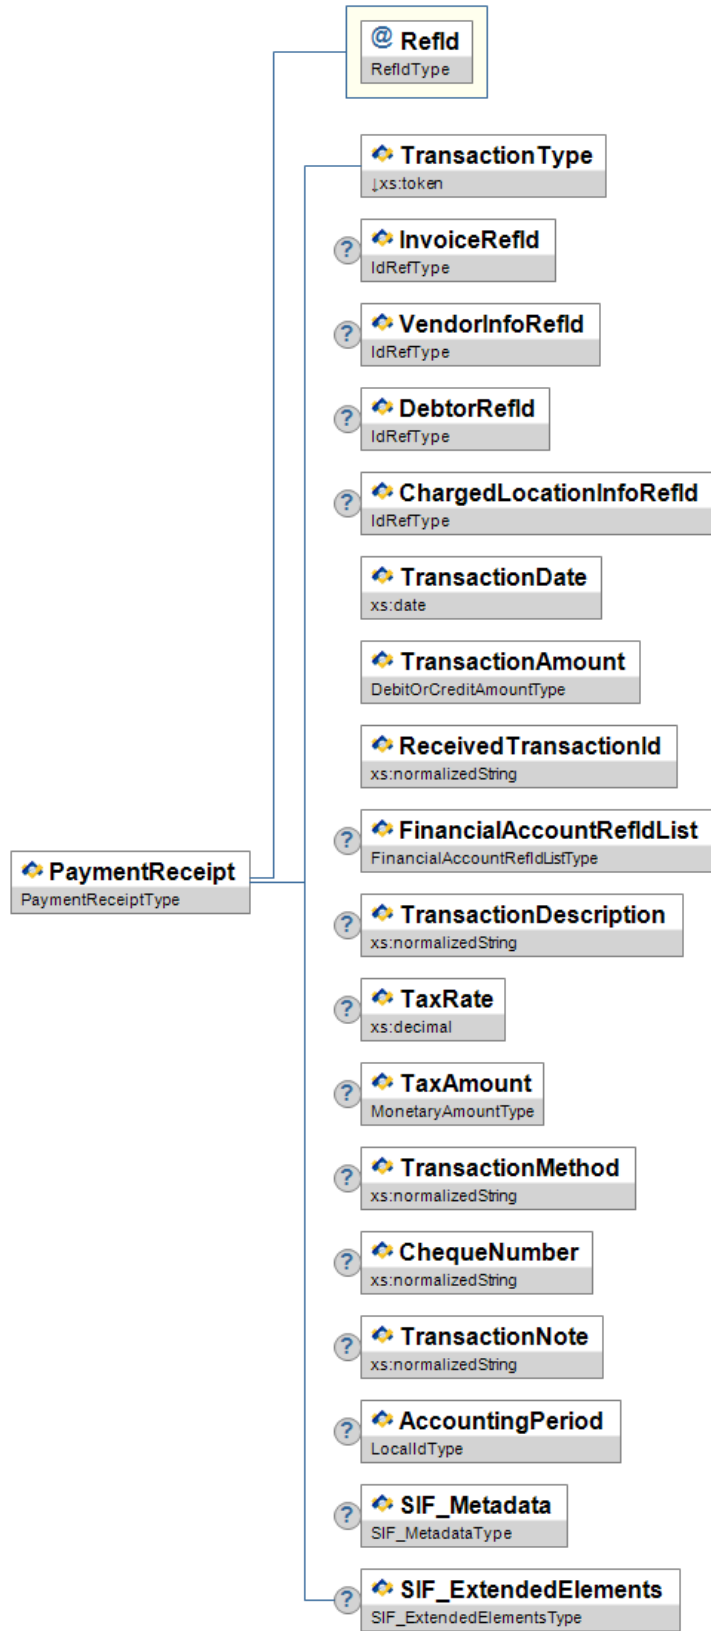 @ RefId
RefIdType
TransactionType
↓xs:token
? InvoiceRefId
IdRefType
? VendorInfoRefId
IdRefType
? DebtorRefId
IdRefType
? ChargedLocationInfoRefId
IdRefType
TransactionDate
xs:date
TransactionAmount
DebitOrCreditAmountType
ReceivedTransactionId
xs:normalizedString
? FinancialAccountRefIdList
FinancialAccountRefIdListType
PaymentReceipt
PaymentReceiptType
? TransactionDescription
xs:normalizedString
? TaxRate
xs:decimal
? TaxAmount
MonetaryAmountType
? TransactionMethod
xs:normalizedString
? ChequeNumber
xs:normalizedString
? TransactionNote
xs:normalizedString
? AccountingPeriod
LocalIdType
? SIF_Metadata
SIF_MetadataType
? SIF_ExtendedElements
SIF_ExtendedElementsType